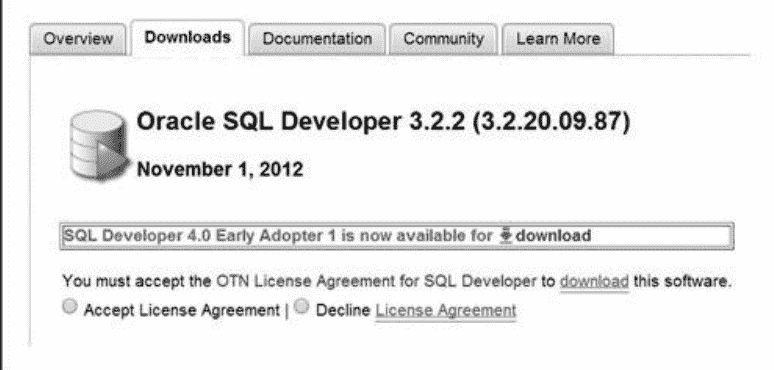 Overview Downloads Documentation Community Learn More
Oracle SQL Developer 3.2.2 (3.2.20.09.87)
November 1, 2012
SQL Developer 4.0 Early Adopter 1 is now available for download
You must accept the OTN License Agreement for SQL Developer to download this software.
Accept License Agreement | Decline License Agreement